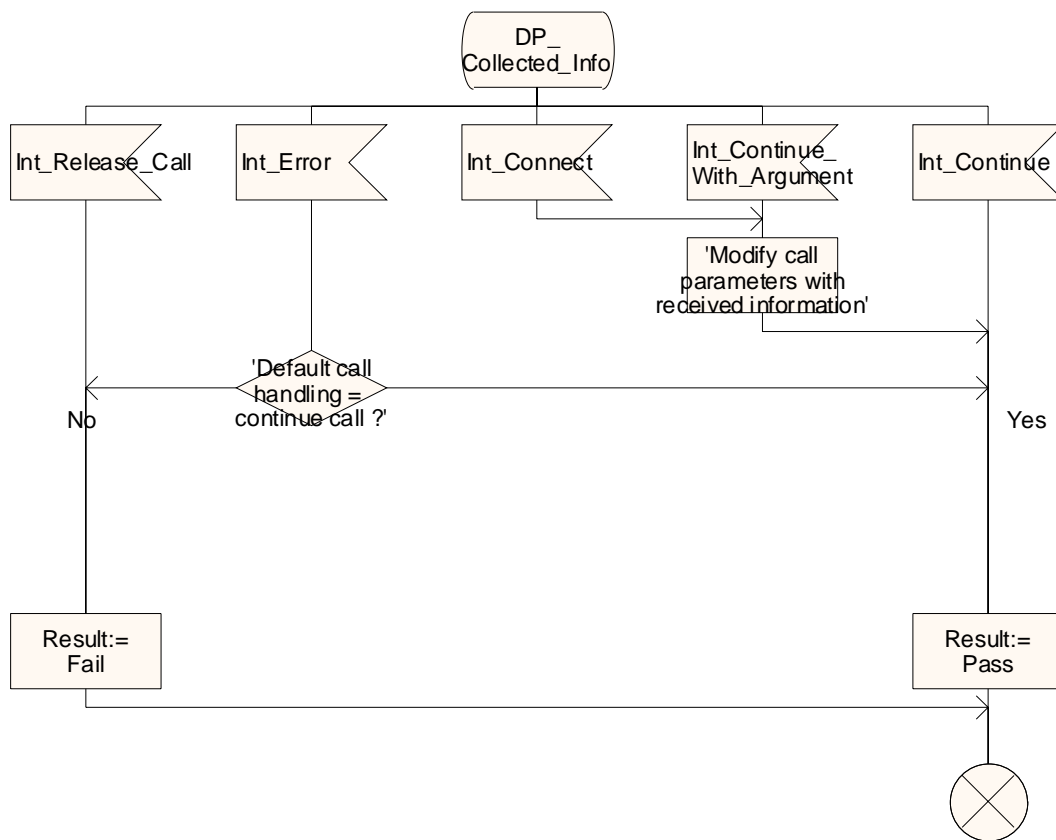 DP_
Collected_Info
Int_Release_Call
Int_Error
Int_Connect
Int_Continue_
With_Argument
Int_Continue
'Modify call
parameters with
received information'
'Default call
handling =
continue call ?'
No
Yes
Result:=
Fail
Result:=
Pass